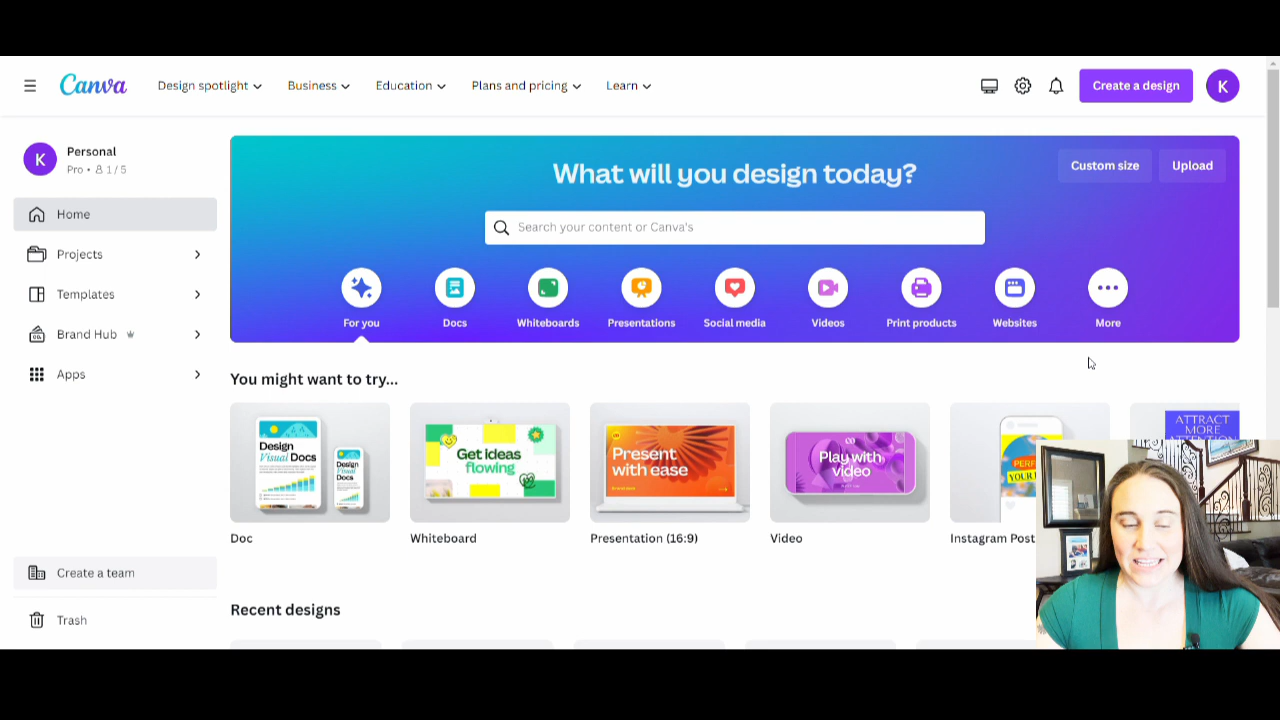 Canva
Design spotlight
Business
Education
Plans and pricing
Learn
Create a design
K
K
Personal
Pro • 1 / 5
Home
Projects
Templates
Brand Hub
Apps
Create a team
Trash
What will you design today?
Custom size
Upload
Search your content or Canva's
For you
Docs
Whiteboards
Presentations
Social media
Videos
Print products
Websites
More
You might want to try...
Design
Visual Docs
Design
Visual
Docs
Get ideas
flowing
Present
with ease
Play with
video
ATTRACT
MORE
Doc
Whiteboard
Presentation (16:9)
Video
Instagram Post
Recent designs